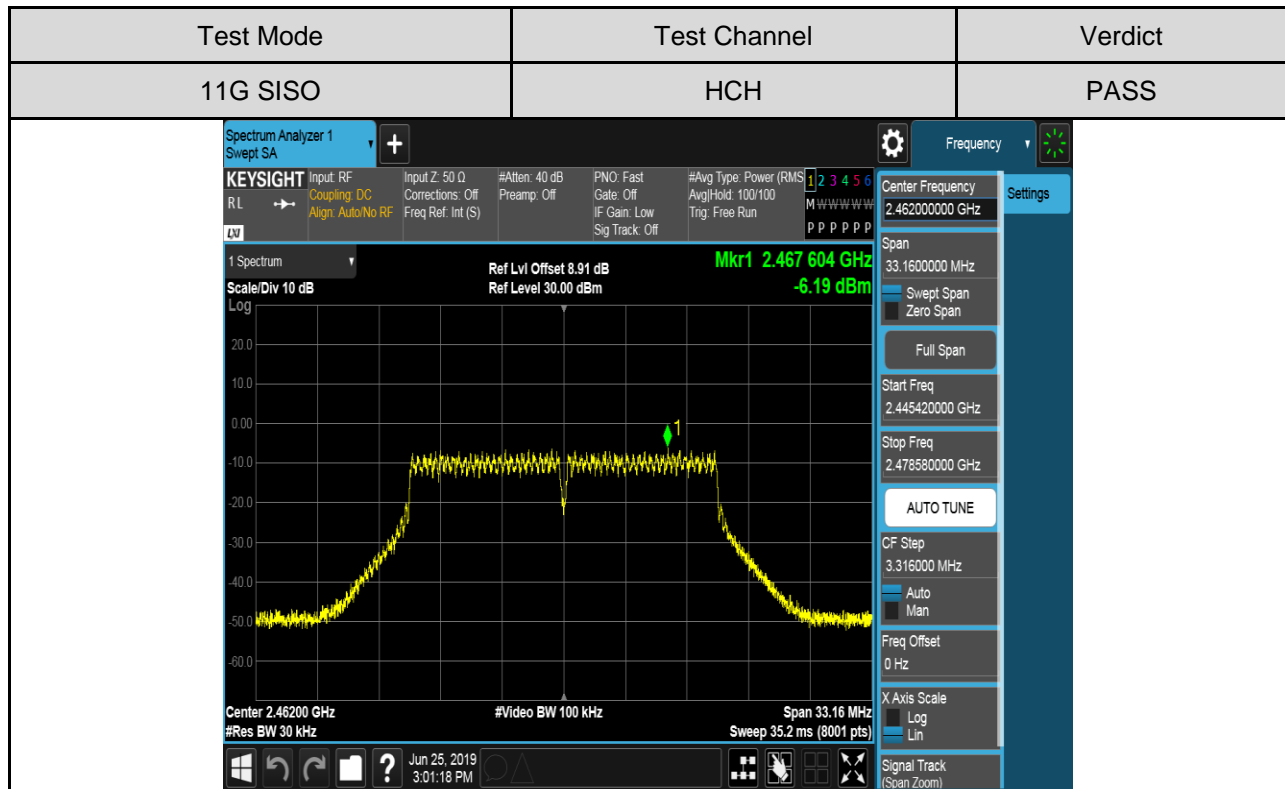 Test Mode Test Channel Verdict
11G SISO HCH PASS
Spectrum Analyzer 1
Swept SA
+
Frequency
KEYSIGHT Input: RF Input Z: 50 Ω #Atten: 40 dB PNO: Fast #Avg Type: Power (RMS 1 2 3 4 5 6
RL Coupling: DC Corrections: Off Preamp: Off Gate: Off Avg|Hold: 100/100 M W W W W W
Align: Auto/No RF Freq Ref: Int (S) IF Gain: Low Trig: Free Run
LXI Sig Track: Off P P P P P P
1 Spectrum
Scale/Div 10 dB
Ref Lvl Offset 8.91 dB
Ref Level 30.00 dBm
Mkr1 2.467 604 GHz
-6.19 dBm
Log
20.0
10.0
0.00
-10.0
-20.0
-30.0
-40.0
-50.0
-60.0
1
Center 2.46200 GHz #Video BW 100 kHz Span 33.16 MHz
#Res BW 30 kHz Sweep 35.2 ms (8001 pts)
?
Jun 25, 2019
3:01:18 PM
Center Frequency
2.462000000 GHz
Settings
Span
33.1600000 MHz
Swept Span
Zero Span
Full Span
Start Freq
2.445420000 GHz
Stop Freq
2.478580000 GHz
AUTO TUNE
CF Step
3.316000 MHz
Auto
Man
Freq Offset
0 Hz
X Axis Scale
Log
Lin
Signal Track
(Span Zoom)